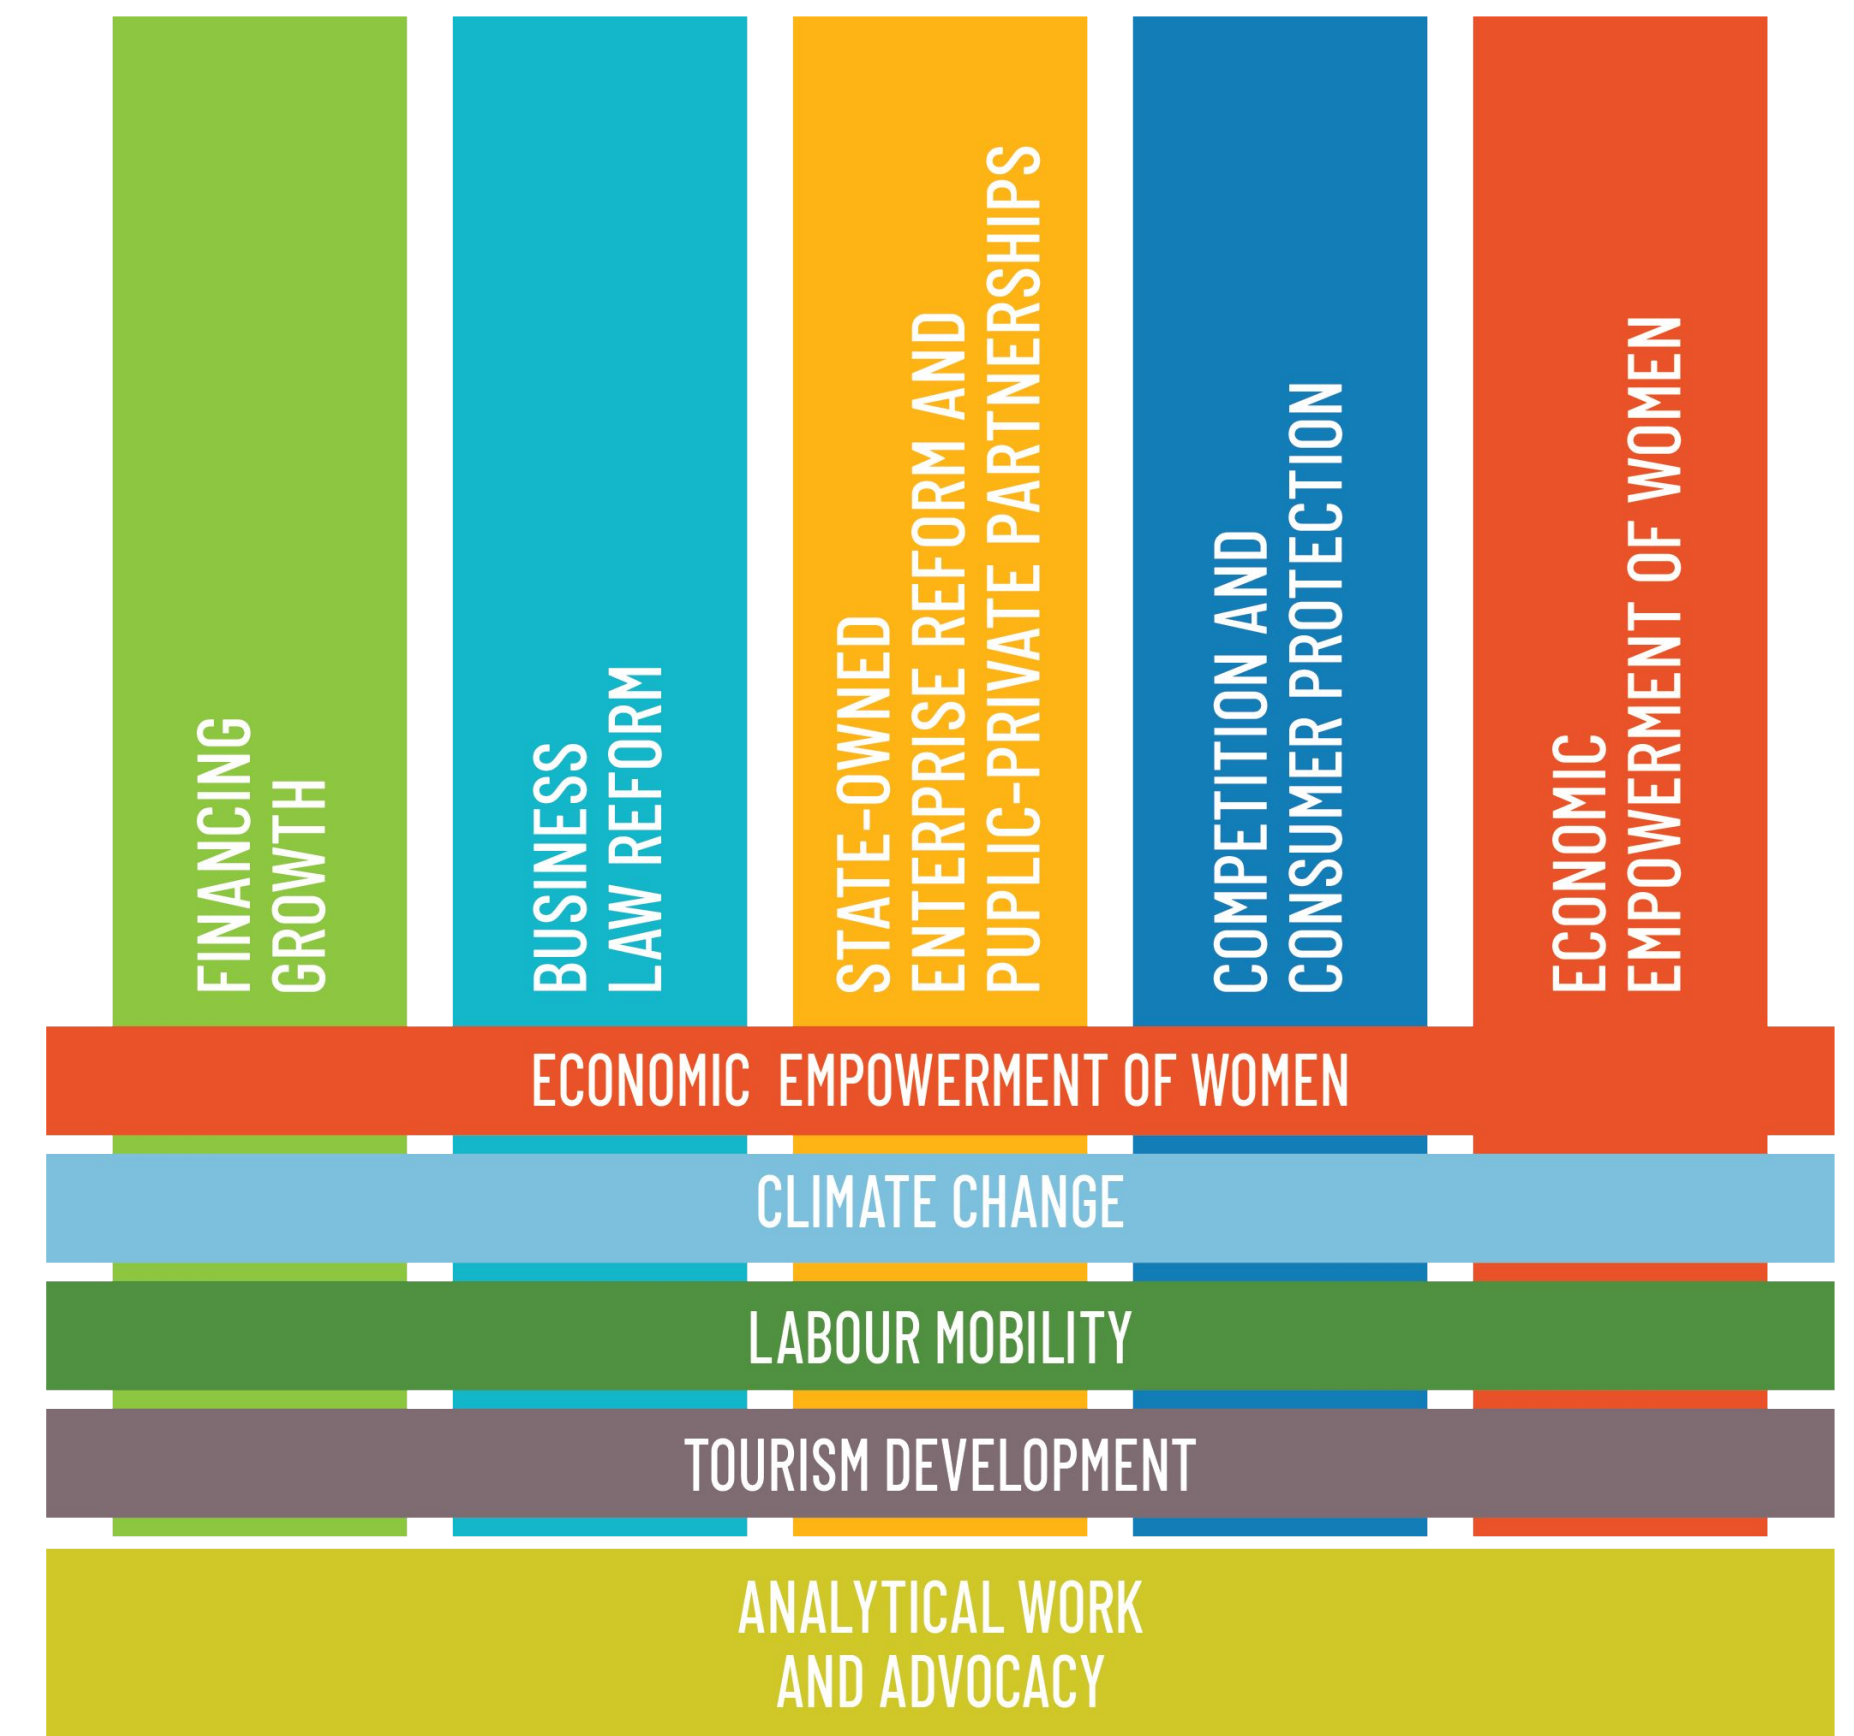 FINANCING
GROWTH
BUSINESS
LAW REFORM
STATE-OWNED
ENTERPRISE REFORM AND
PUPLIC-PRIVATE PARTNERSHIPS
COMPETITION AND
CONSUMER PROTECTION
ECONOMIC
EMPOWERMENT OF WOMEN
ECONOMIC EMPOWERMENT OF WOMEN
CLIMATE CHANGE
LABOUR MOBILITY
TOURISM DEVELOPMENT
ANALYTICAL WORK
AND ADVOCACY